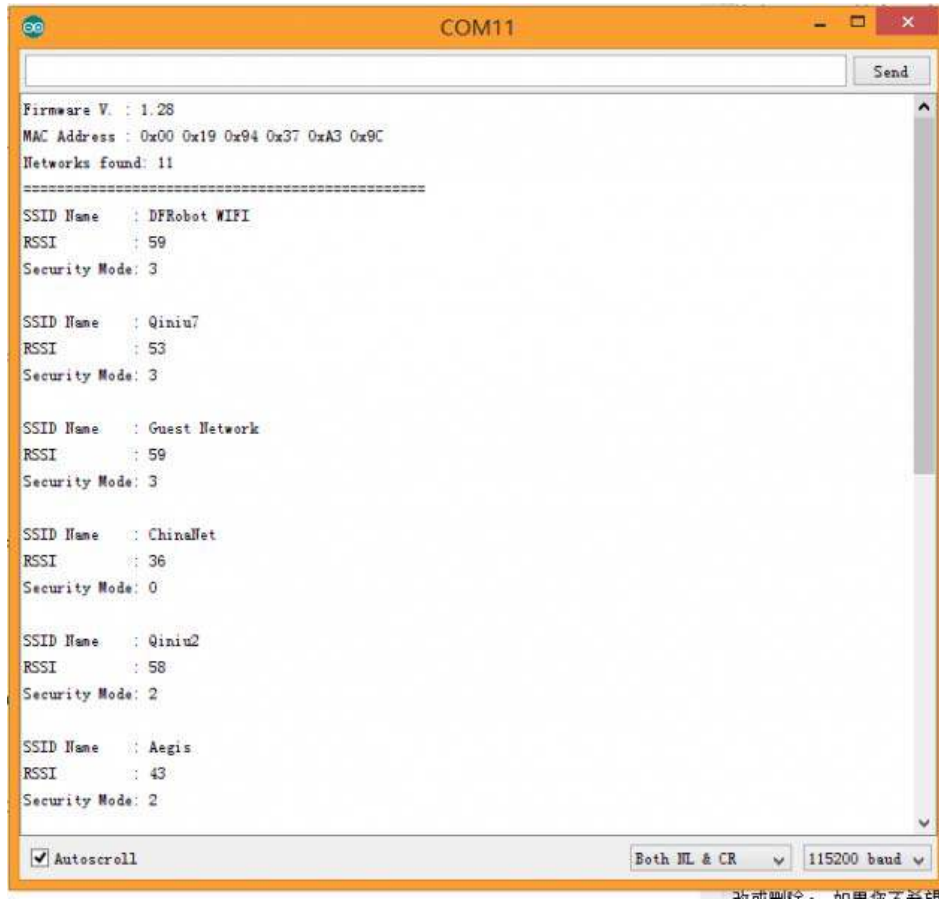 COM11
Send
Firmware V. : 1.28
MAC Address : 0x00 0x19 0x94 0x37 0xA3 0x9C
Networks found: 11
================================================
SSID Name : DFRobot WIFI
RSSI : 59
Security Mode: 3
SSID Name : Qiniu7
RSSI : 53
Security Mode: 3
SSID Name : Guest Network
RSSI : 59
Security Mode: 3
SSID Name : ChinaNet
RSSI : 36
Security Mode: 0
SSID Name : Qiniu2
RSSI : 58
Security Mode: 2
SSID Name : Aegis
RSSI : 43
Security Mode: 2
Autoscroll Both NL & CR 115200 baud